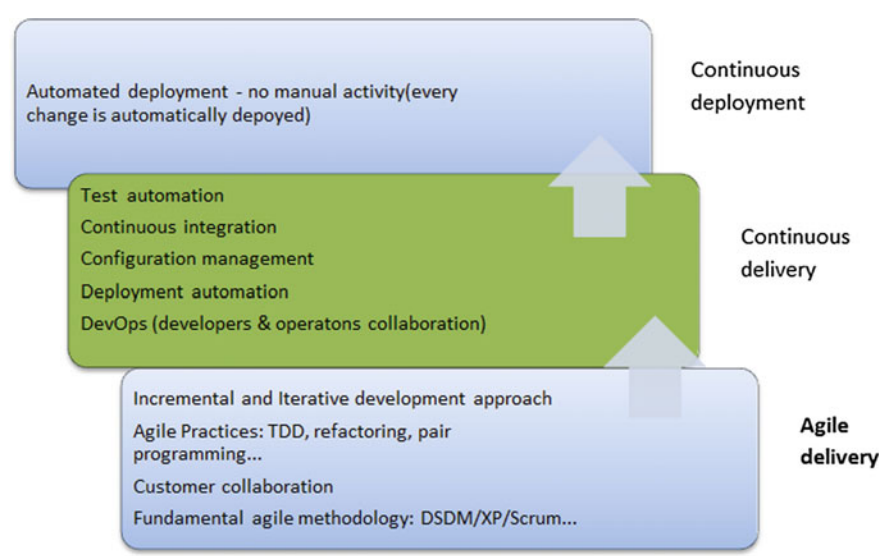 Automated deployment - no manual activity(every
change is automatically depoyed)
Continuous
deployment
Test automation
Continuous integration
Configuration management
Deployment automation
DevOps (developers & operatons collaboration)
Continuous
delivery
Incremental and Iterative development approach
Agile Practices: TDD, refactoring, pair
programming...
Customer collaboration
Fundamental agile methodology: DSDM/XP/Scrum...
Agile
delivery